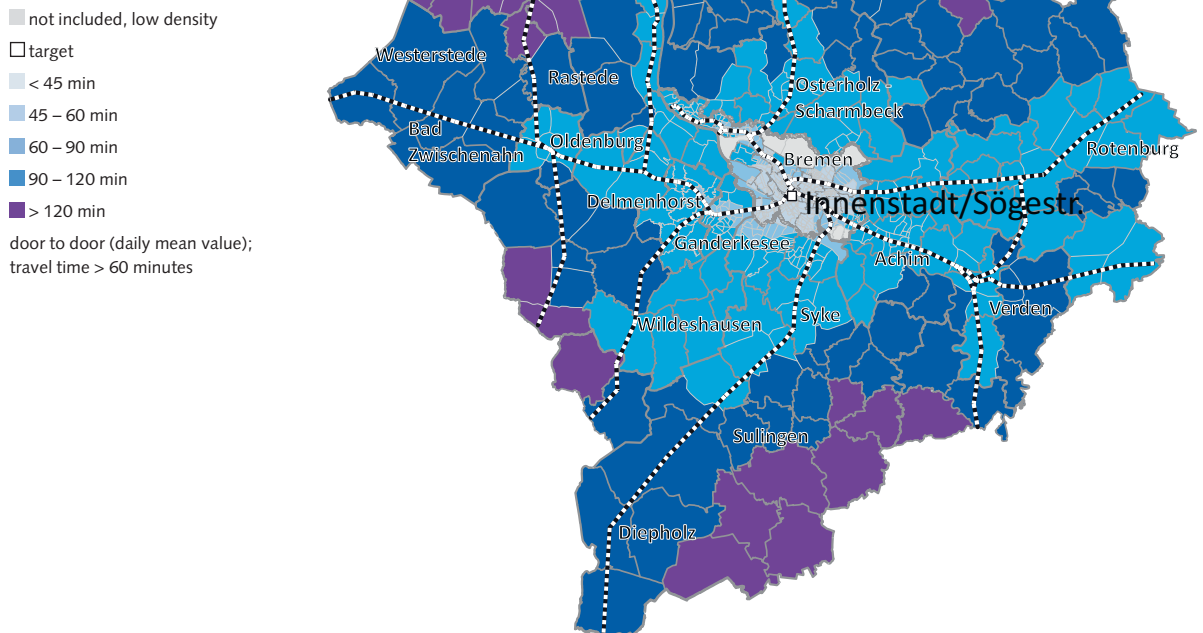 not included, low density
target
< 45 min
45 – 60 min
60 – 90 min
90 – 120 min
> 120 min
door to door (daily mean value);
travel time > 60 minutes
Westerstede
Rastede
Osterholz -
Scharmbeck
Bad
Zwischenahn
Oldenburg
Bremen
Rotenburg
Delmenhorst
Innenstadt/Sögestr.
Ganderkesee
Achim
Verden
Wildeshausen
Syke
Sulingen
Diepholz